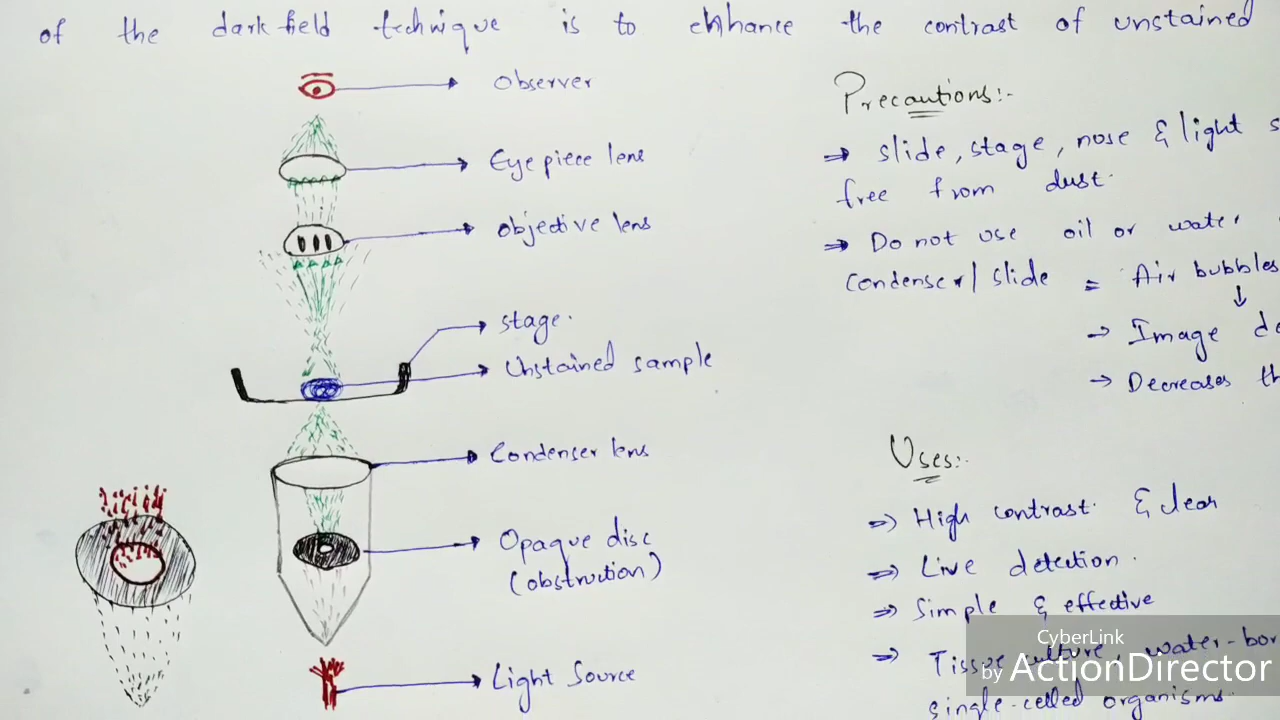 of the dark field technique is to enhance the contrast of unstained
Observer
Eye piece lens
objective lens
stage.
Unstained sample
Condenser lens
Opaque disc
(obstruction)
Light Source
Precautions:-
→ slide, stage, nose & light s
free from dust.
→ Do not use oil or water
Condenser/slide = Air bubbles
↓
→ Image de
→ Decreases th
Uses:-
⇒ High contrast & clear
⇒ Live detection.
⇒ Simple & effective
⇒ Tissue culture, water-bor
single-celled organisms.
CyberLink
by ActionDirector